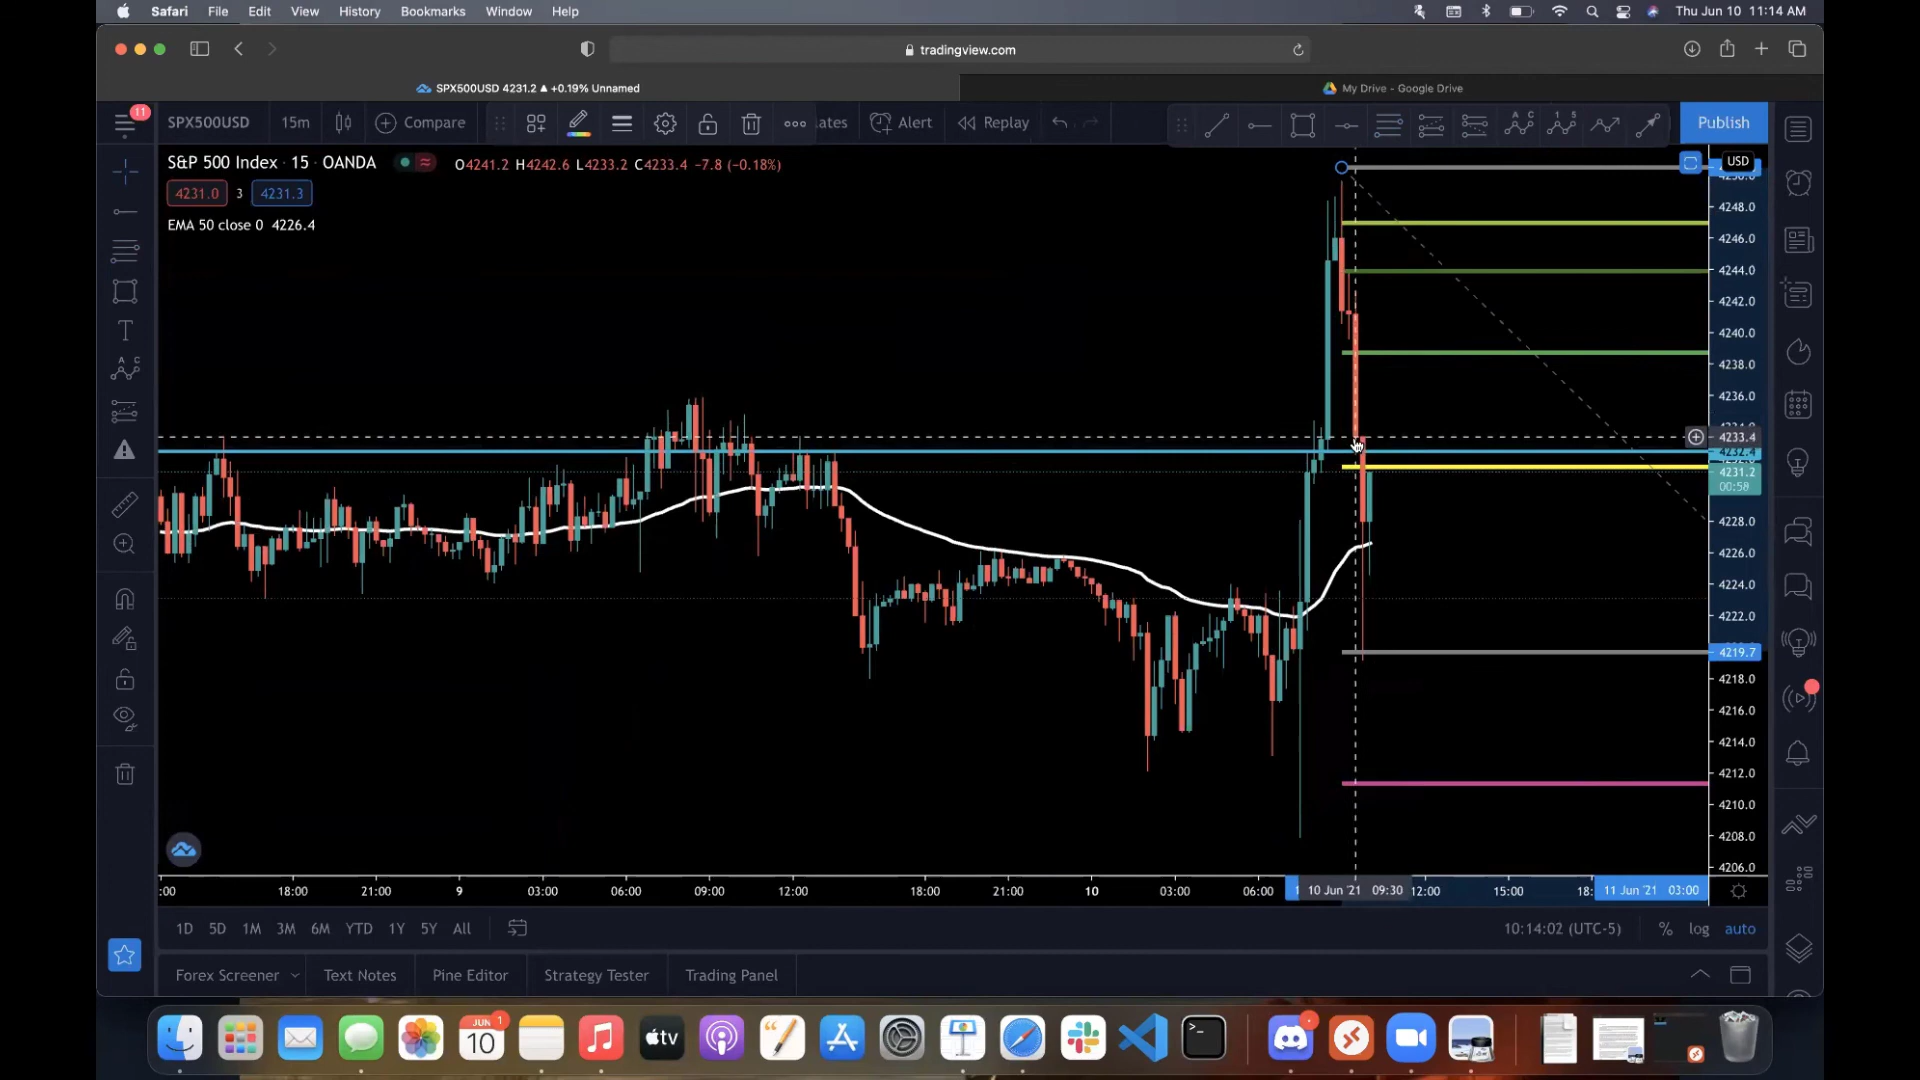 Safari File Edit View History Bookmarks Window Help Thu Jun 10 11:14 AM
tradingview.com
SPX500USD 4231.2 ▲ +0.19% Unnamed My Drive - Google Drive
11
SPX500USD 15m Compare lates Alert Replay Publish
S&P 500 Index · 15 · OANDA O4241.2 H4242.6 L4233.2 C4233.4 −7.8 (−0.18%)
USD
4231.0 3 4231.3
EMA 50 close 0 4226.4
4248.0
4246.0
4244.0
4242.0
4240.0
4238.0
4236.0
4233.4
4232.4
4231.2
00:58
4228.0
4226.0
4224.0
4222.0
4219.7
4218.0
4216.0
4214.0
4212.0
4210.0
4208.0
4206.0
:00 18:00 21:00 9 03:00 06:00 09:00 12:00 18:00 21:00 10 03:00 06:00 10 Jun '21 09:30 12:00 15:00 18: 11 Jun '21 03:00
1D 5D 1M 3M 6M YTD 1Y 5Y All 10:14:02 (UTC-5) % log auto
Forex Screener Text Notes Pine Editor Strategy Tester Trading Panel
JUN 1
10
tv